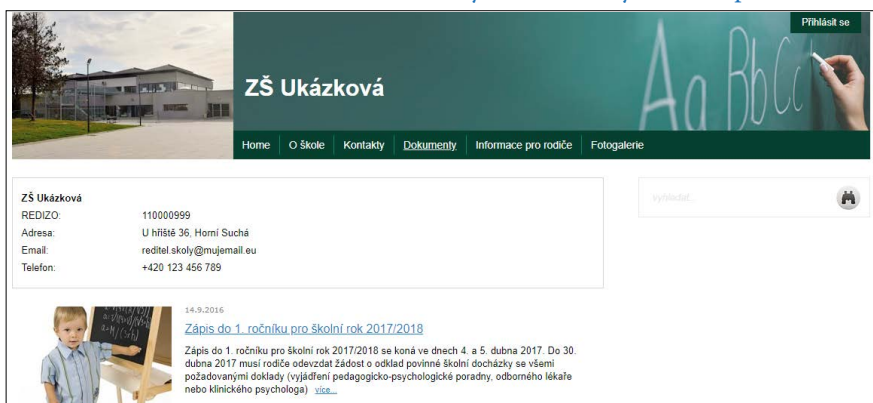 Přihlásit se
ZŠ Ukázková
Aa Bb Cc
Home O škole Kontakty Dokumenty Informace pro rodiče Fotogalerie
ZŠ Ukázková
REDIZO: 110000999
Adresa: U hřiště 36, Horní Suchá
Email: reditel.skoly@mujemail.eu
Telefon: +420 123 456 789
vyhledat...
14.9.2016
Zápis do 1. ročníku pro školní rok 2017/2018
Zápis do 1. ročníku pro školní rok 2017/2018 se koná ve dnech 4. a 5. dubna 2017. Do 30.
dubna 2017 musí rodiče odevzdat žádost o odklad povinné školní docházky se všemi
požadovanými doklady (vyjádření pedagogicko-psychologické poradny, odborného lékaře
nebo klinického psychologa) více...